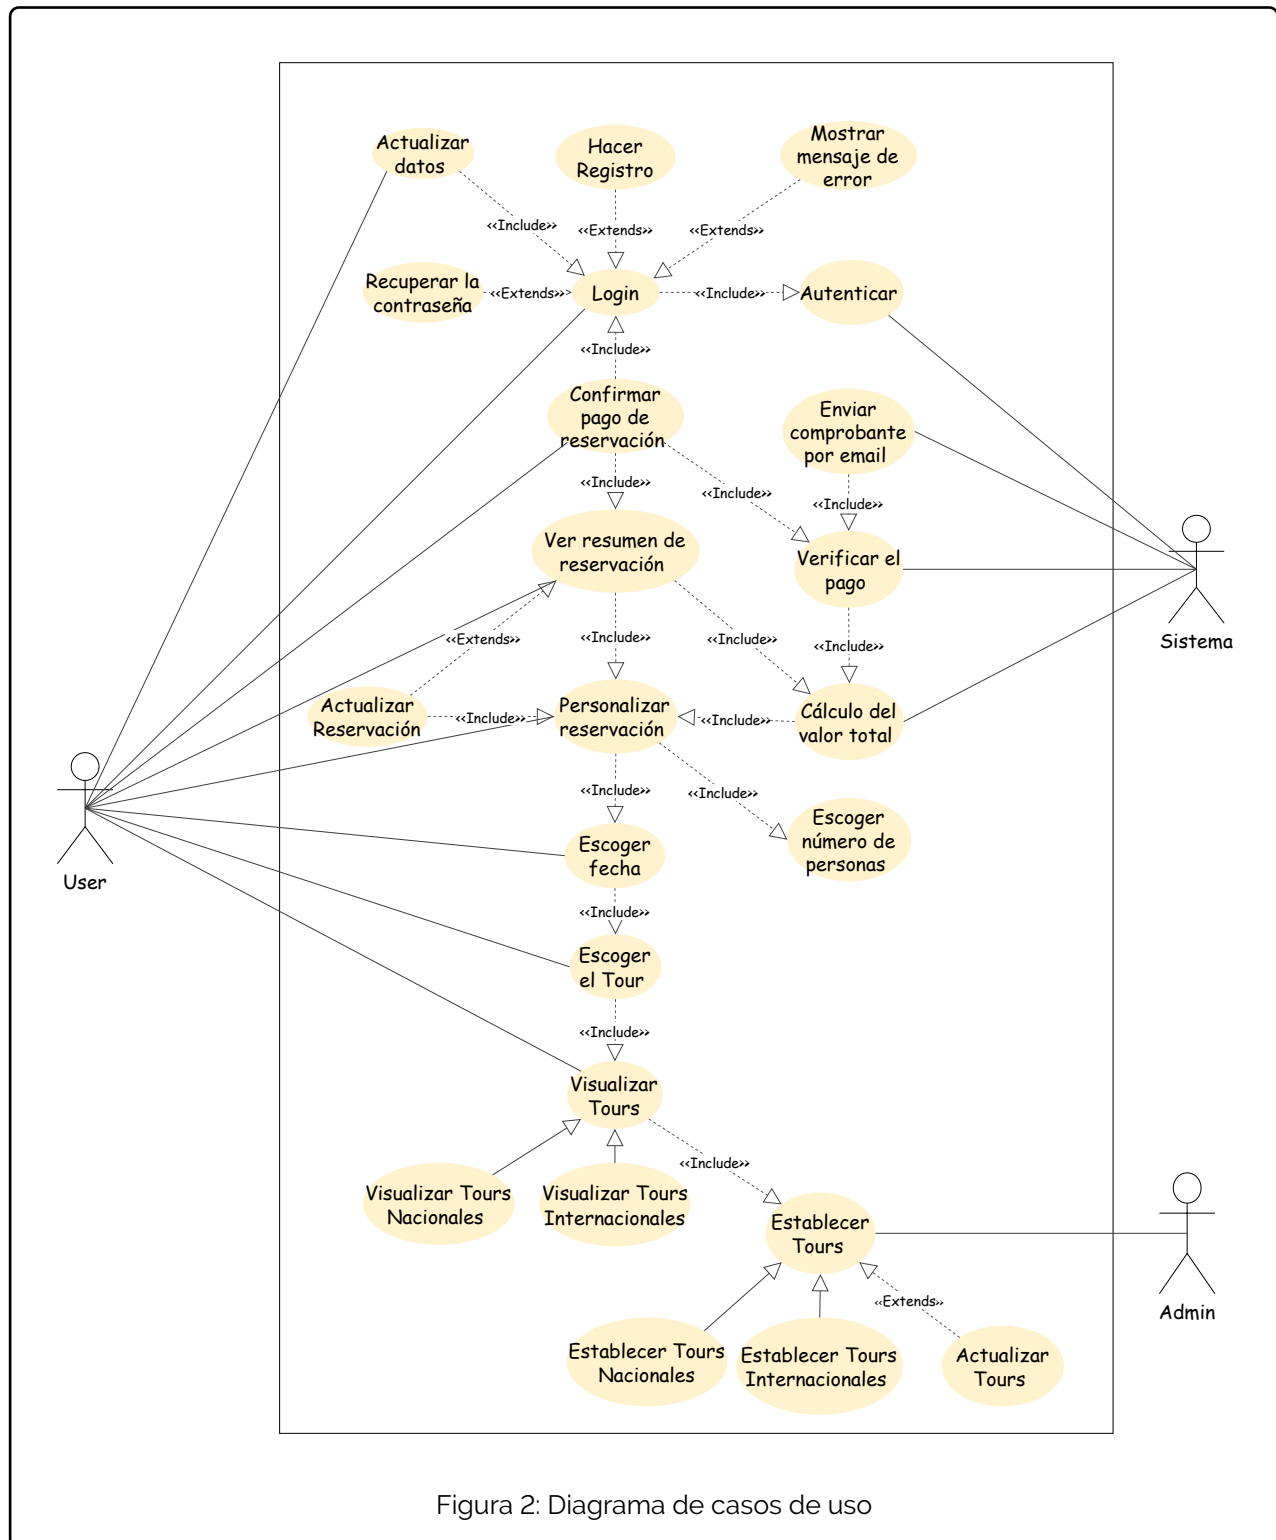 Actualizar
datos
Hacer
Registro
Mostrar
mensaje de
error
‹‹Include››
‹‹Extends››
‹‹Extends››
Recuperar la
contraseña
‹‹Extends››
Login
‹‹Include››
Autenticar
‹‹Include››
Confirmar
pago de
reservación
Enviar
comprobante
por email
‹‹Include››
‹‹Include››
‹‹Include››
Ver resumen de
reservación
Verificar el
pago
Sistema
‹‹Extends››
‹‹Include››
‹‹Include››
‹‹Include››
Actualizar
Reservación
‹‹Include››
Personalizar
reservación
‹‹Include››
Cálculo del
valor total
‹‹Include››
‹‹Include››
Escoger
número de
personas
Escoger
fecha
User
‹‹Include››
Escoger
el Tour
‹‹Include››
Visualizar
Tours
‹‹Include››
Visualizar Tours
Nacionales
Visualizar Tours
Internacionales
Establecer
Tours
‹‹Extends››
Admin
Establecer Tours
Nacionales
Establecer Tours
Internacionales
Actualizar
Tours
Figura 2: Diagrama de casos de uso